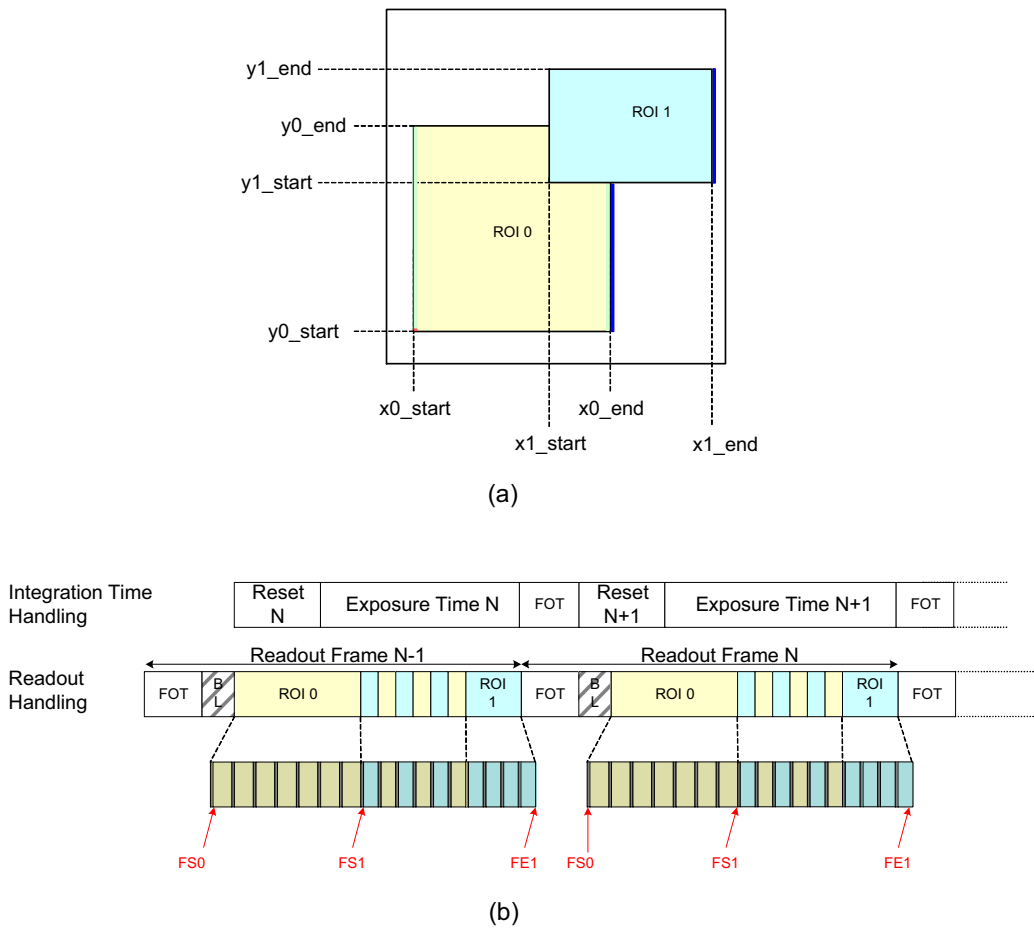 y1_end
ROI 1
y0_end
y1_start
ROI 0
y0_start
x0_start
x0_end
x1_start
x1_end
(a)
Integration Time
Handling
Reset
N
Exposure Time N
FOT
Reset
N+1
Exposure Time N+1
FOT
Readout Frame N-1
Readout Frame N
Readout
Handling
FOT
B
L
ROI 0
ROI
1
FOT
B
L
ROI 0
ROI
1
FOT
FS0
FS1
FE1
FS0
FS1
FE1
(b)